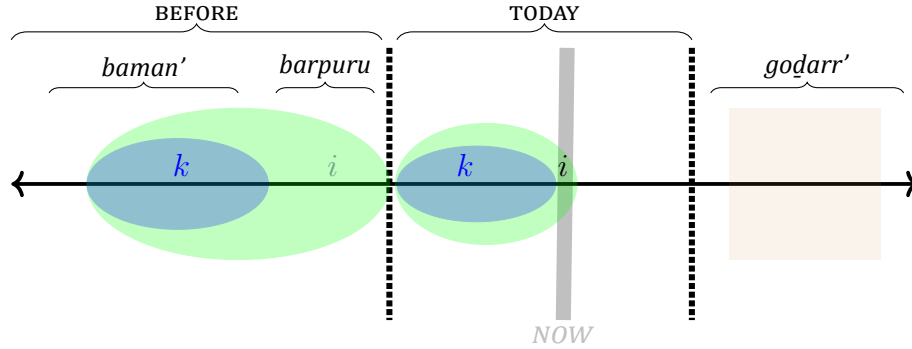 BEFORE TODAY
baman’ barpuru goḏarr’
k i k i
NOW